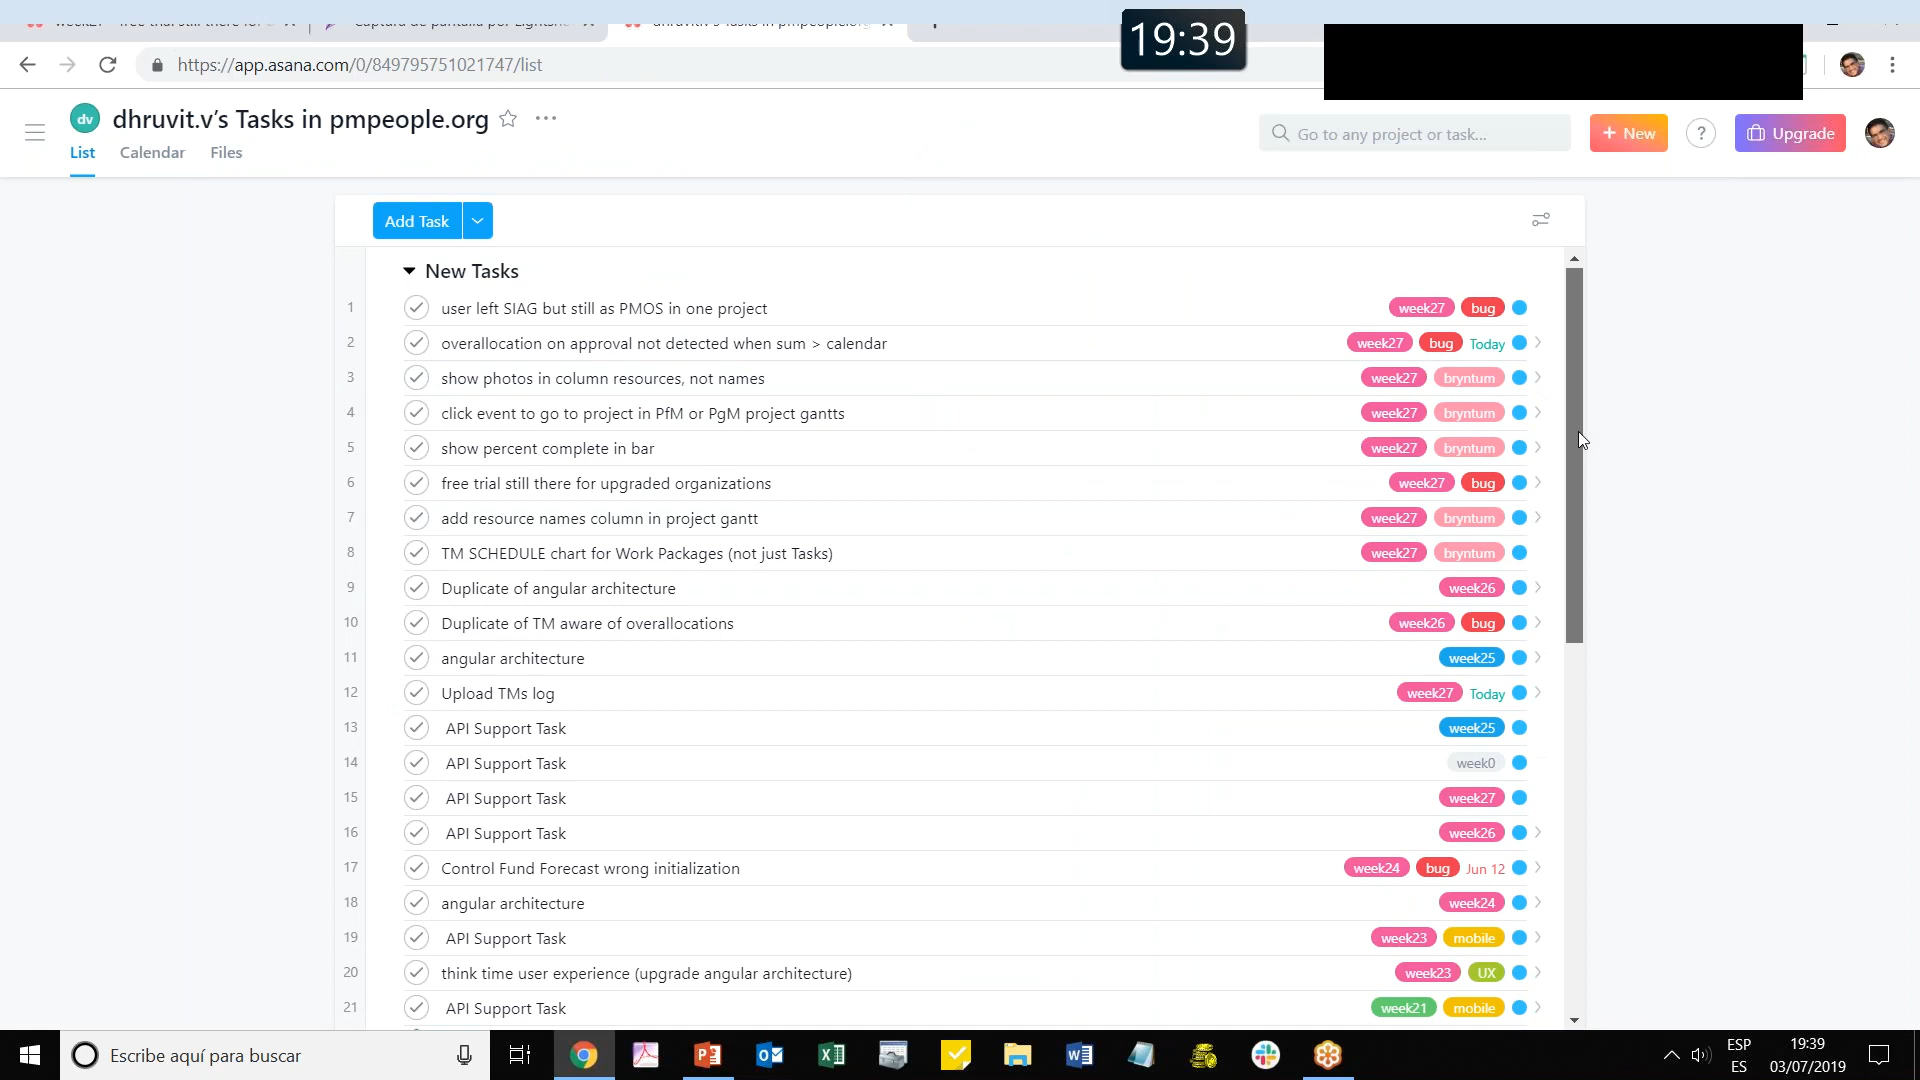 19:39
https://app.asana.com/0/849795751021747/list
dv
dhruvit.v's Tasks in pmpeople.org
Go to any project or task...
+ New
?
Upgrade
List
Calendar
Files
Add Task
New Tasks
1 user left SIAG but still as PMOS in one project week27 bug
2 overallocation on approval not detected when sum > calendar week27 bug Today
3 show photos in column resources, not names week27 bryntum
4 click event to go to project in PfM or PgM project gantts week27 bryntum
5 show percent complete in bar week27 bryntum
6 free trial still there for upgraded organizations week27 bug
7 add resource names column in project gantt week27 bryntum
8 TM SCHEDULE chart for Work Packages (not just Tasks) week27 bryntum
9 Duplicate of angular architecture week26
10 Duplicate of TM aware of overallocations week26 bug
11 angular architecture week25
12 Upload TMs log week27 Today
13 API Support Task week25
14 API Support Task week0
15 API Support Task week27
16 API Support Task week26
17 Control Fund Forecast wrong initialization week24 bug Jun 12
18 angular architecture week24
19 API Support Task week23 mobile
20 think time user experience (upgrade angular architecture) week23 UX
21 API Support Task week21 mobile
Escribe aquí para buscar
ESP
ES
19:39
03/07/2019